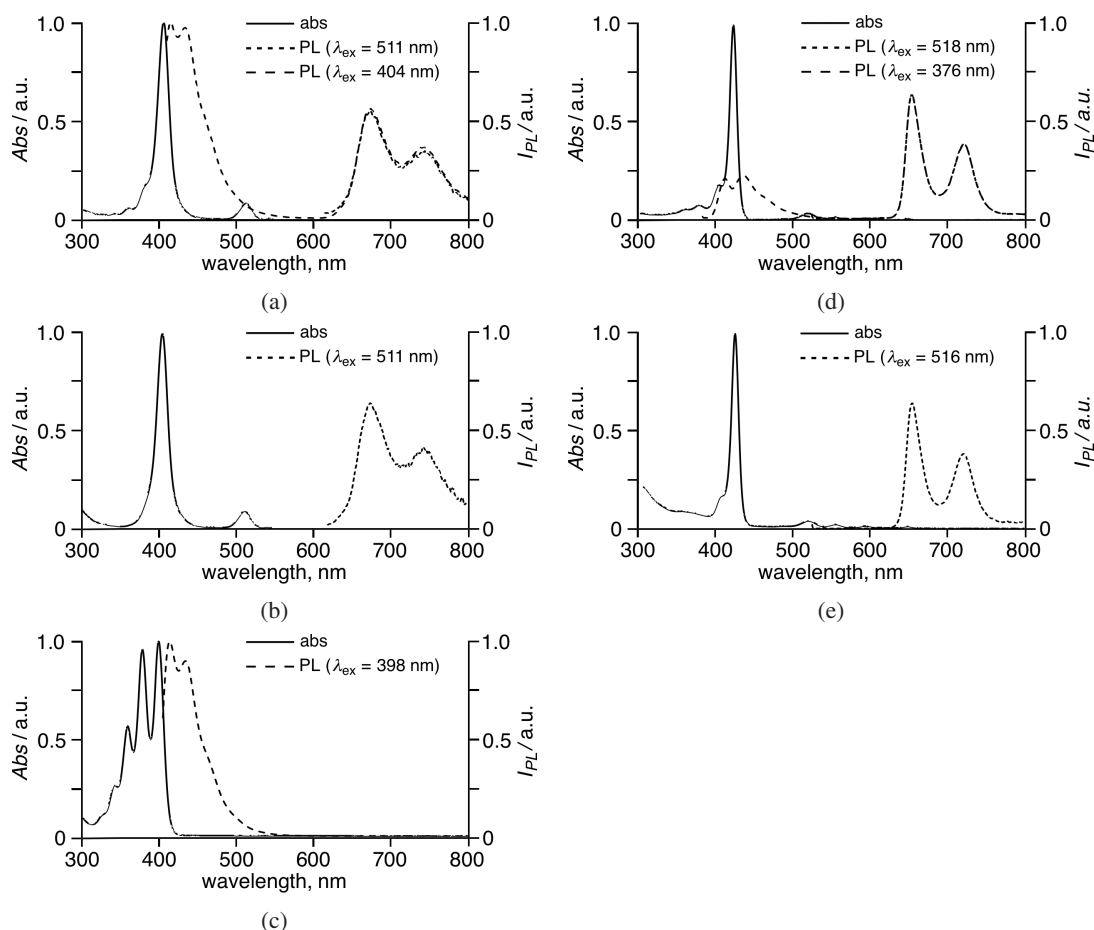 abs
PL (λex = 511 nm)
PL (λex = 404 nm)
1.0
0.5
0
Abs / a.u.
1.0
0.5
0
IPL / a.u.
300 400 500 600 700 800
wavelength, nm
(a)
abs
PL (λex = 518 nm)
PL (λex = 376 nm)
1.0
0.5
0
Abs / a.u.
1.0
0.5
0
IPL / a.u.
300 400 500 600 700 800
wavelength, nm
(d)
abs
PL (λex = 511 nm)
1.0
0.5
0
Abs / a.u.
1.0
0.5
0
IPL / a.u.
300 400 500 600 700 800
wavelength, nm
(b)
abs
PL (λex = 516 nm)
1.0
0.5
0
Abs / a.u.
1.0
0.5
0
IPL / a.u.
300 400 500 600 700 800
wavelength, nm
(e)
abs
PL (λex = 398 nm)
1.0
0.5
0
Abs / a.u.
1.0
0.5
0
IPL / a.u.
300 400 500 600 700 800
wavelength, nm
(c)